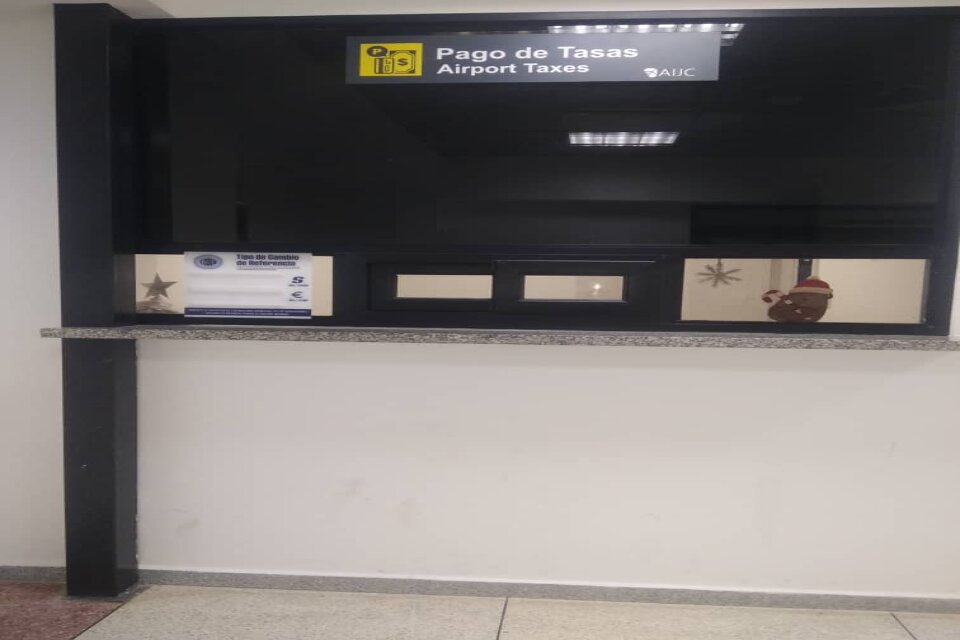 P
$
Pago de Tasas
Airport Taxes
AIJC
Tipo de Cambio
de Referencia
$
€